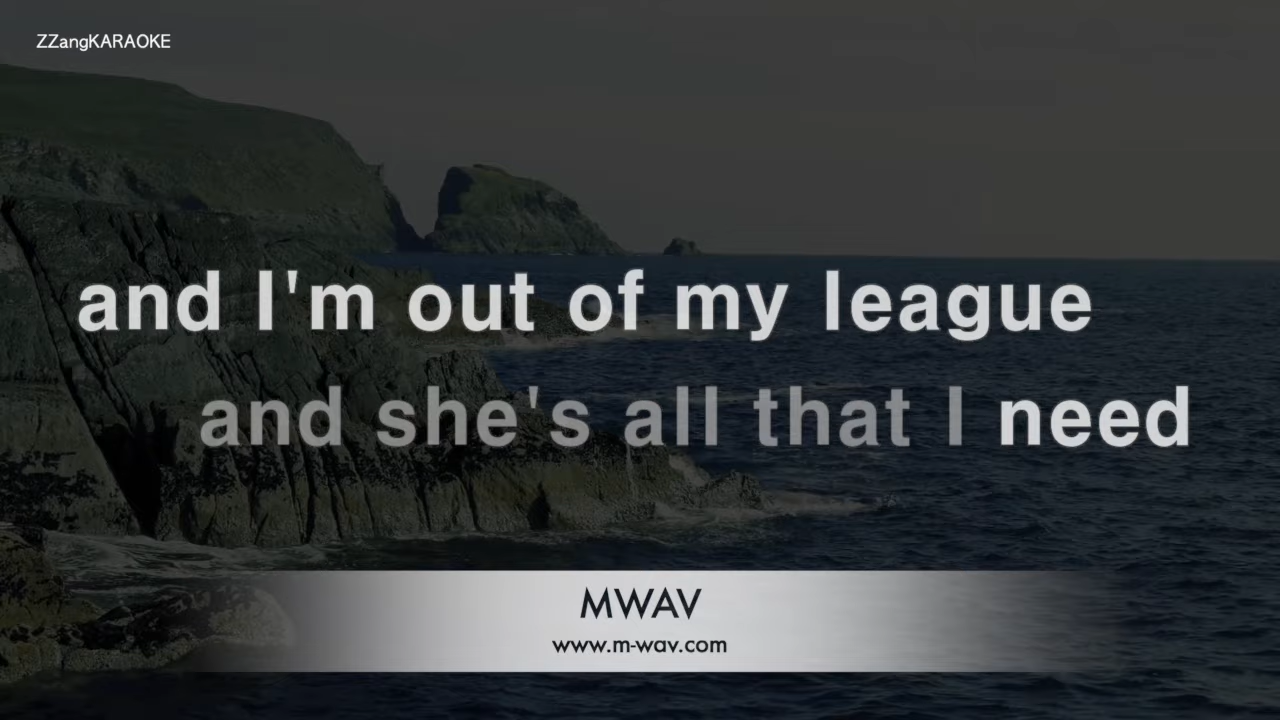 ZZangKARAOKE
and I'm out of my league
and she's all that I need
MWAV
www.m-wav.com